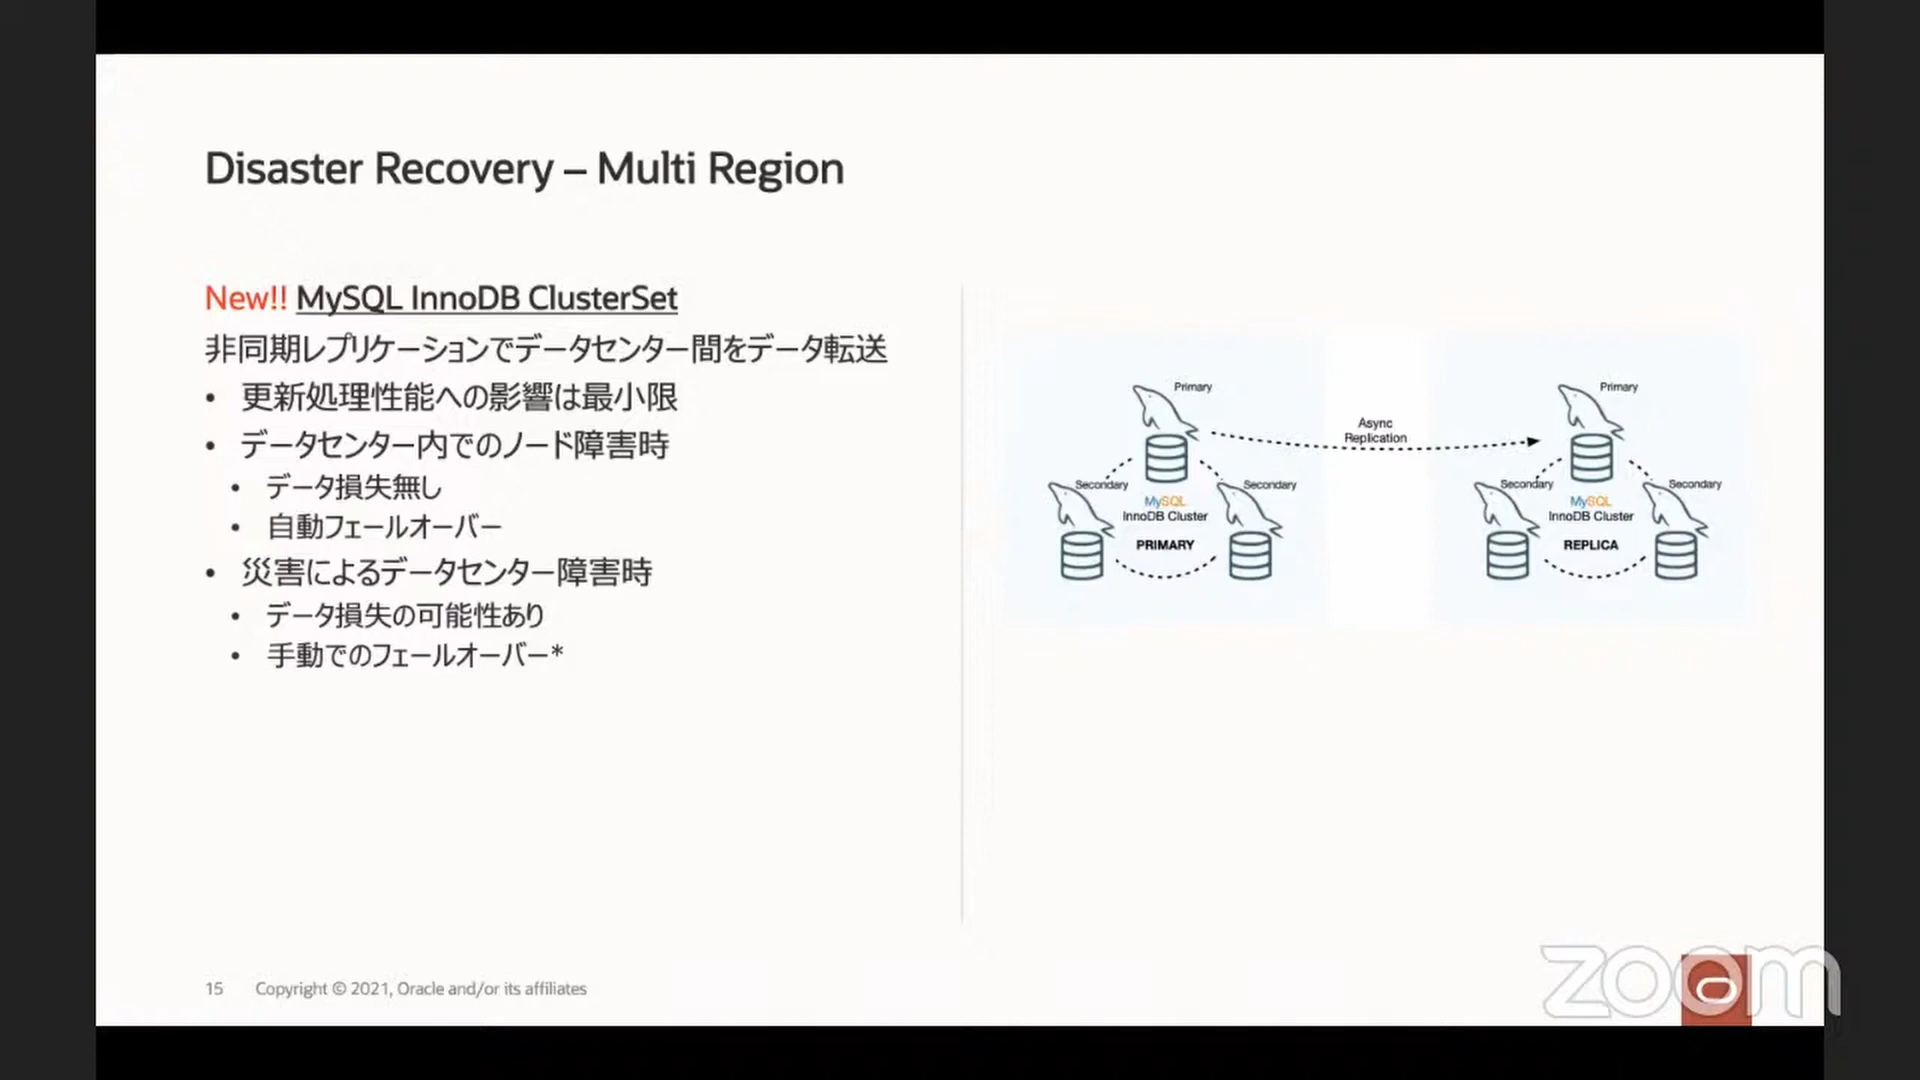 Disaster Recovery – Multi Region
New!! MySQL InnoDB ClusterSet
非同期レプリケーションでデータセンター間をデータ転送
• 更新処理性能への影響は最小限
• データセンター内でのノード障害時
• データ損失無し
• 自動フェールオーバー
• 災害によるデータセンター障害時
• データ損失の可能性あり
• 手動でのフェールオーバー*
Primary
Secondary
Secondary
MySQL
InnoDB Cluster
PRIMARY
Async
Replication
Primary
Secondary
Secondary
MySQL
InnoDB Cluster
REPLICA
15 Copyright © 2021, Oracle and/or its affiliates
zoom